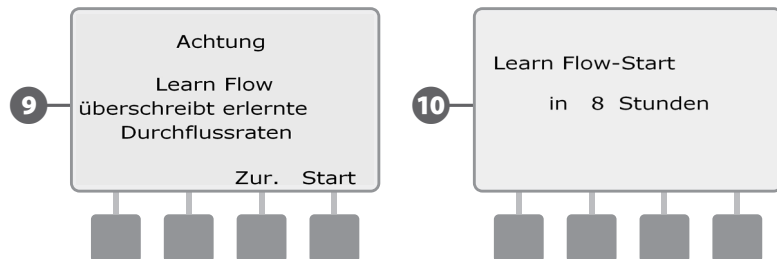 9
Achtung
Learn Flow
überschreibt erlernte
Durchflussraten
Zur. Start
10
Learn Flow-Start
in 8 Stunden